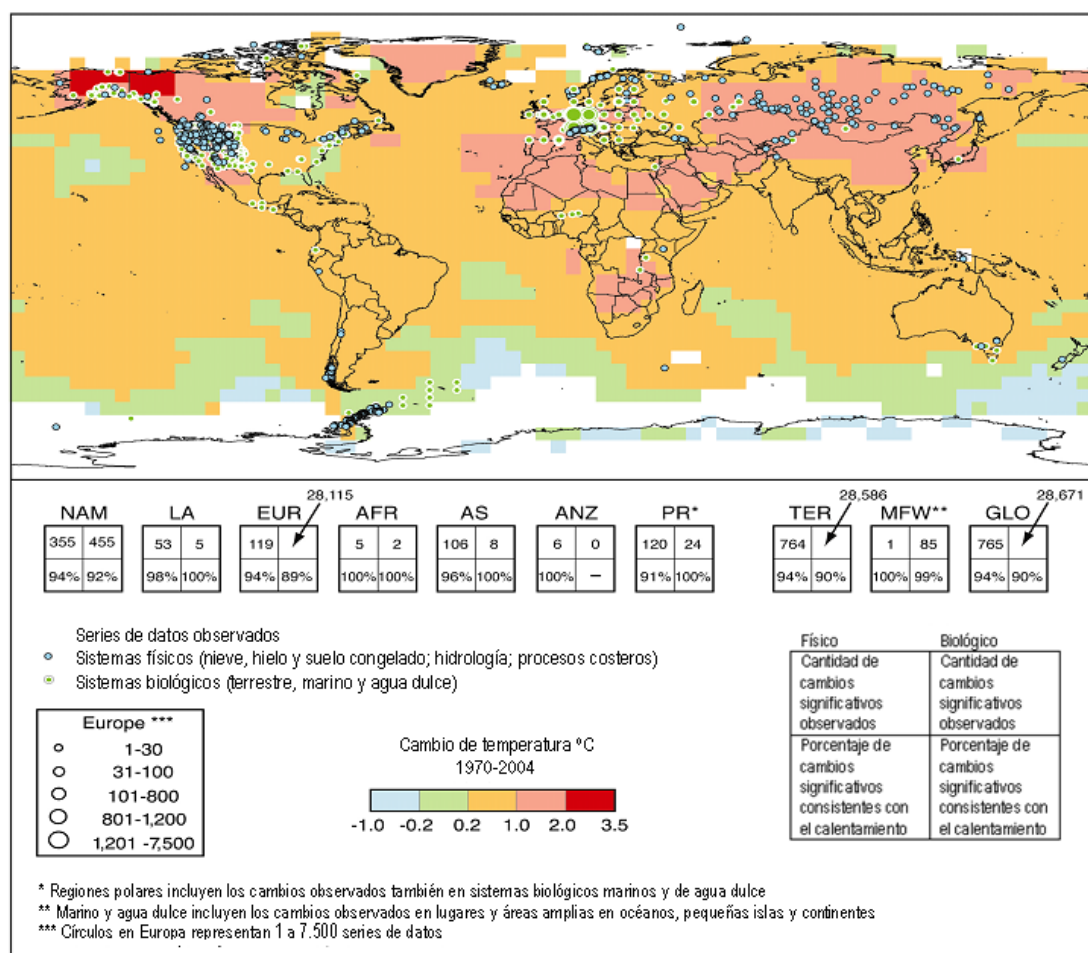 28,115
28,586
28,671
NAM LA EUR AFR AS ANZ PR* TER MFW** GLO
355 455 53 5 119 5 2 106 8 6 0 120 24 764 1 85 765
94% 92% 98% 100% 94% 89% 100% 100% 96% 100% 100% – 91% 100% 94% 90% 100% 99% 94% 90%
Series de datos observados
Sistemas físicos (nieve, hielo y suelo congelado; hidrología; procesos costeros)
Sistemas biológicos (terrestre, marino y agua dulce)
Europe ***
1-30
31-100
101-800
801-1,200
1,201 -7,500
Cambio de temperatura ºC
1970-2004
-1.0 -0.2 0.2 1.0 2.0 3.5
Físico Biológico
Cantidad de Cantidad de
cambios cambios
significativos significativos
observados observados
Porcentaje de Porcentaje de
cambios cambios
significativos significativos
consistentes con consistentes con
el calentamiento el calentamiento
* Regiones polares incluyen los cambios observados también en sistemas biológicos marinos y de agua dulce
** Marino y agua dulce incluyen los cambios observados en lugares y áreas amplias en océanos, pequeñas islas y continentes
*** Círculos en Europa representan 1 a 7.500 series de datos